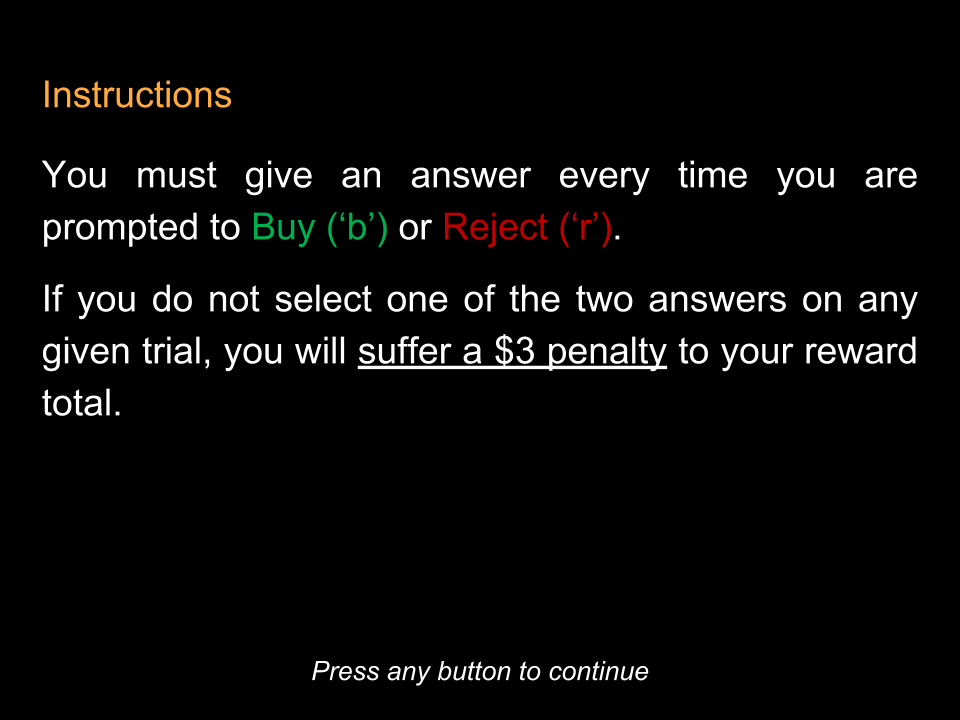 Instructions
You must give an answer every time you are
prompted to Buy (‘b’) or Reject (‘r’).
If you do not select one of the two answers on any
given trial, you will suffer a $3 penalty to your reward
total.
Press any button to continue